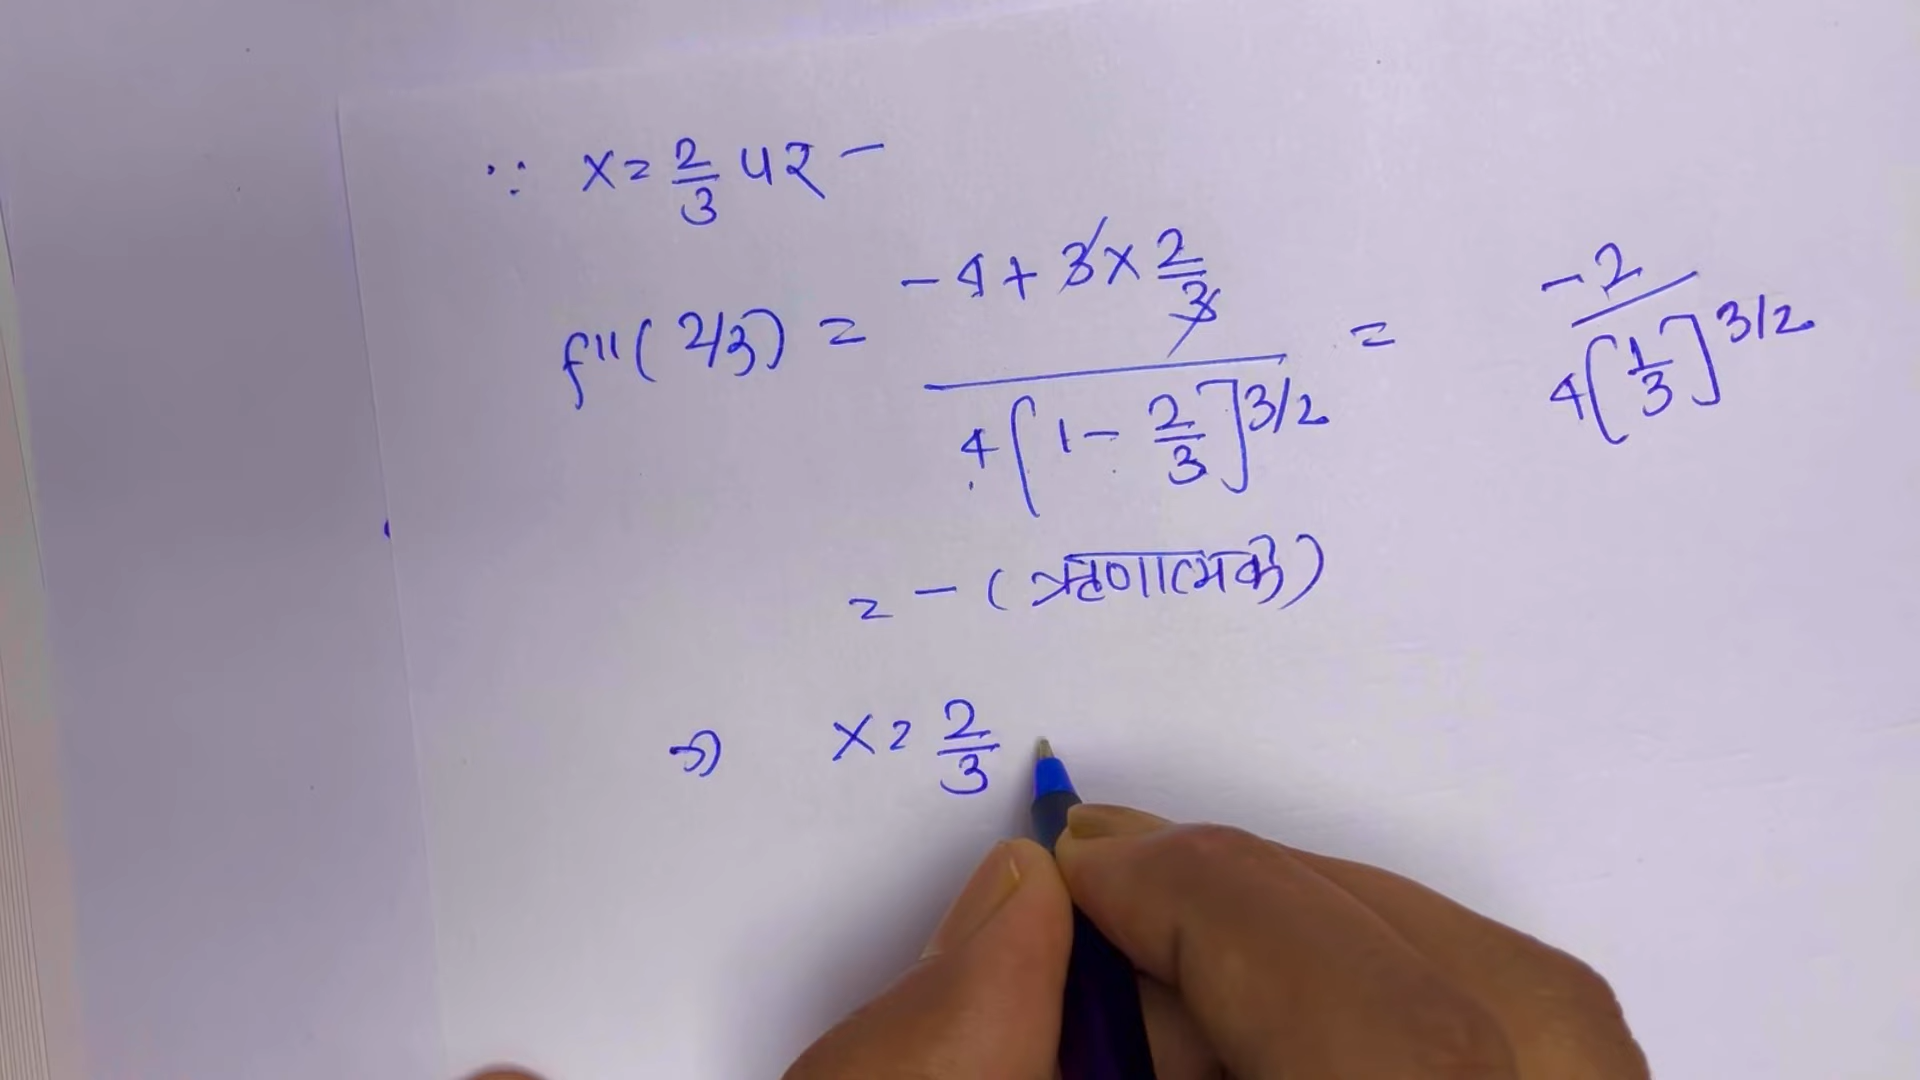 ∵ x = 2/3 पर –
f''(2/3) = (-4 + 3 × 2/3) / (4[1 - 2/3]^3/2) = -2 / (4[1/3]^3/2)
= – (ऋणात्मक)
⇒ x = 2/3